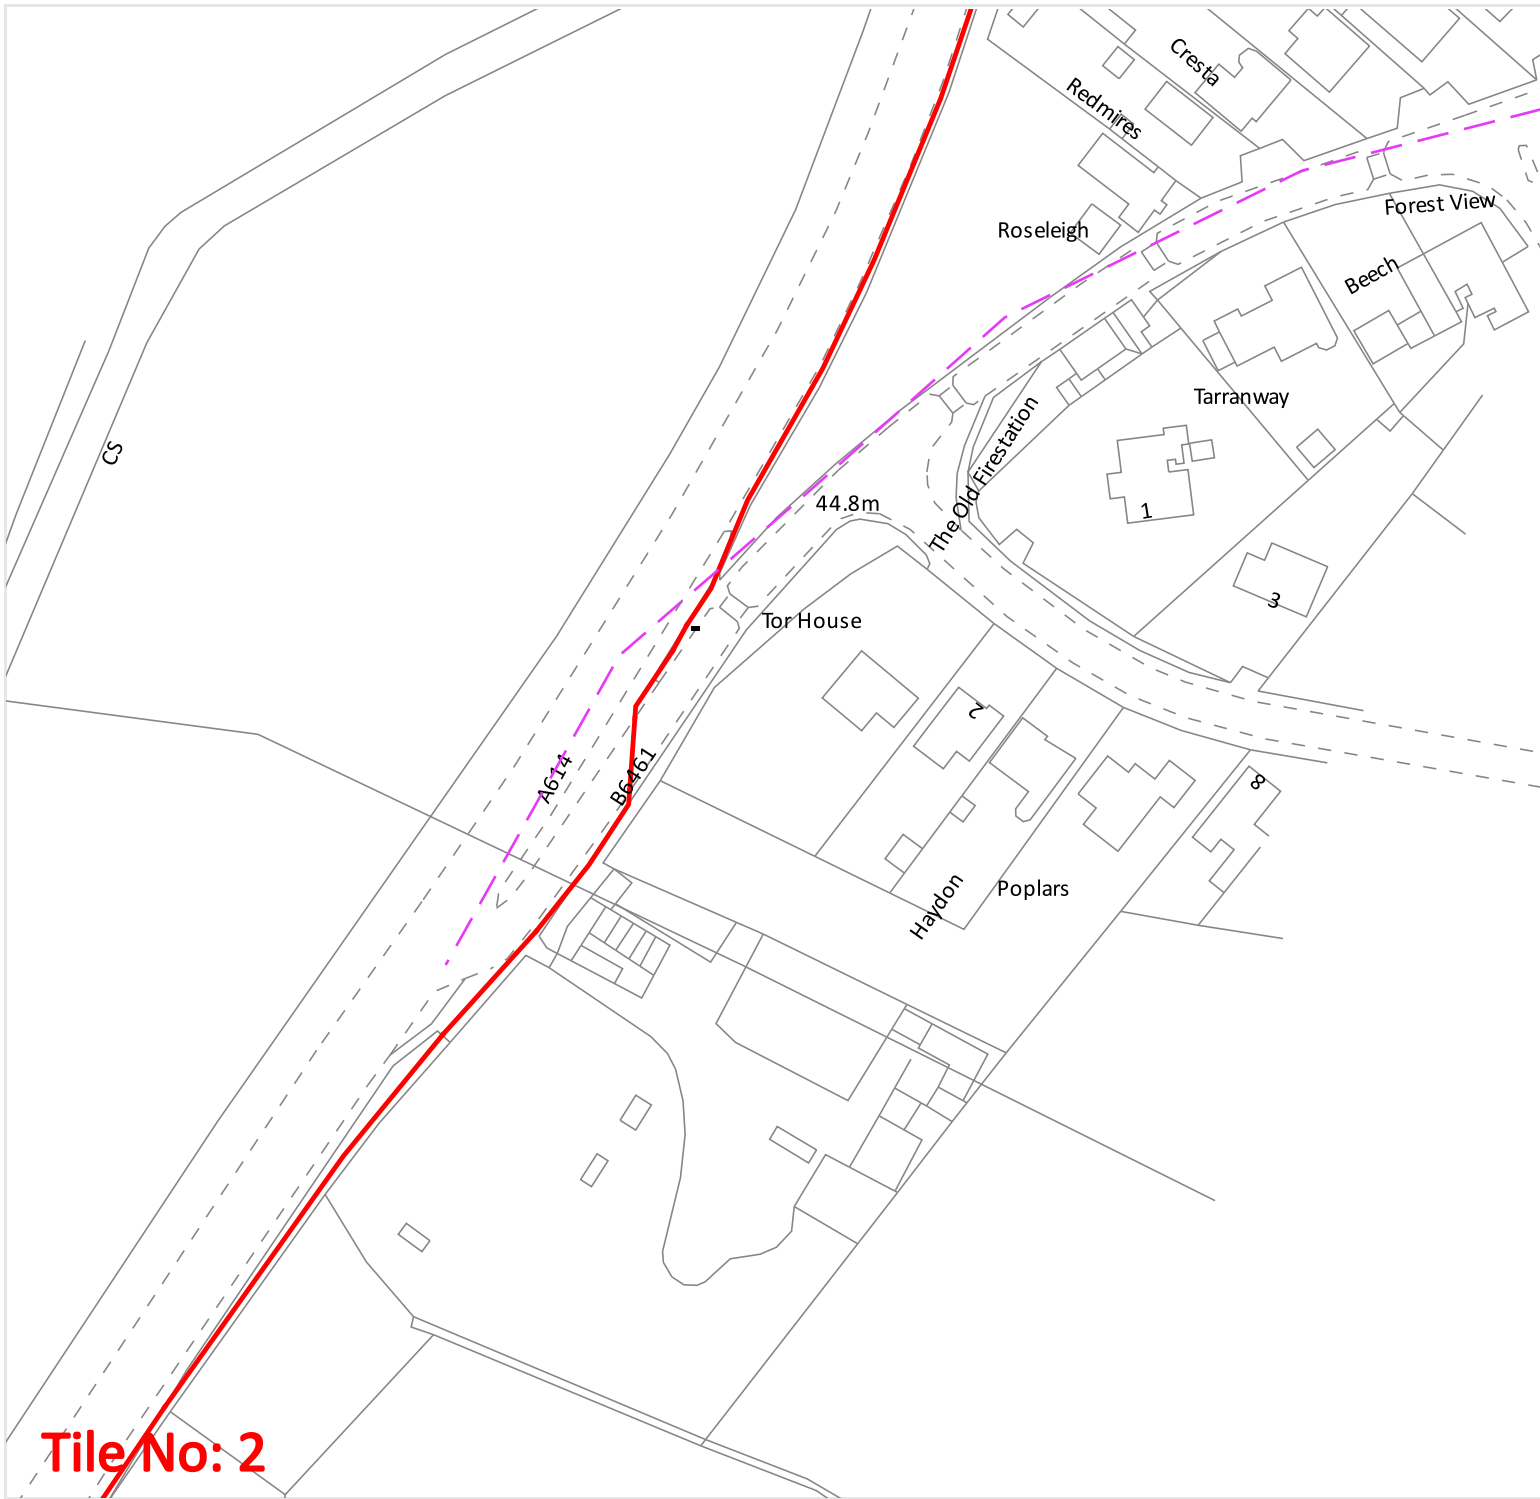 Cresta
Redmires
Forest View
Roseleigh
Beech
Tarranway
CS
The Old Firestation
44.8m
1
3
Tor House
2
A614
B6461
8
Haydon
Poplars
Tile No: 2